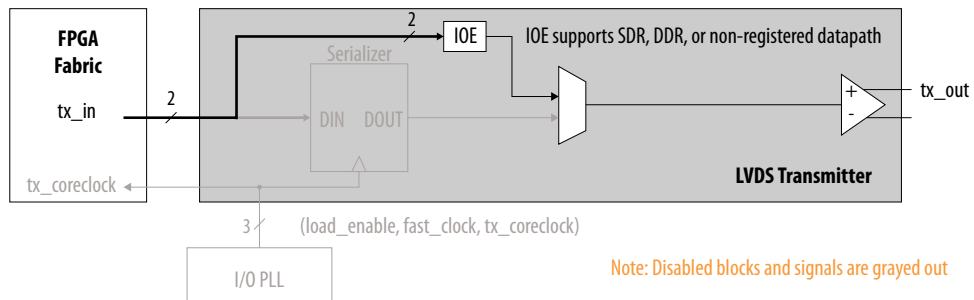 FPGA
Fabric
tx_in
2
tx_coreclock
2
IOE
IOE supports SDR, DDR, or non-registered datapath
Serializer
DIN
DOUT
+
-
tx_out
LVDS Transmitter
3
(load_enable, fast_clock, tx_coreclock)
I/O PLL
Note: Disabled blocks and signals are grayed out